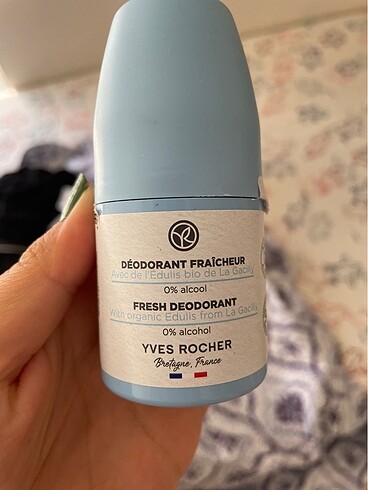 DÉODORANT FRAÎCHEUR
Avec de l'Edulis bio de La Gacilly
0% alcool
FRESH DEODORANT
With organic Edulis from La Gacilly
0% alcohol
YVES ROCHER
Bretagne, France